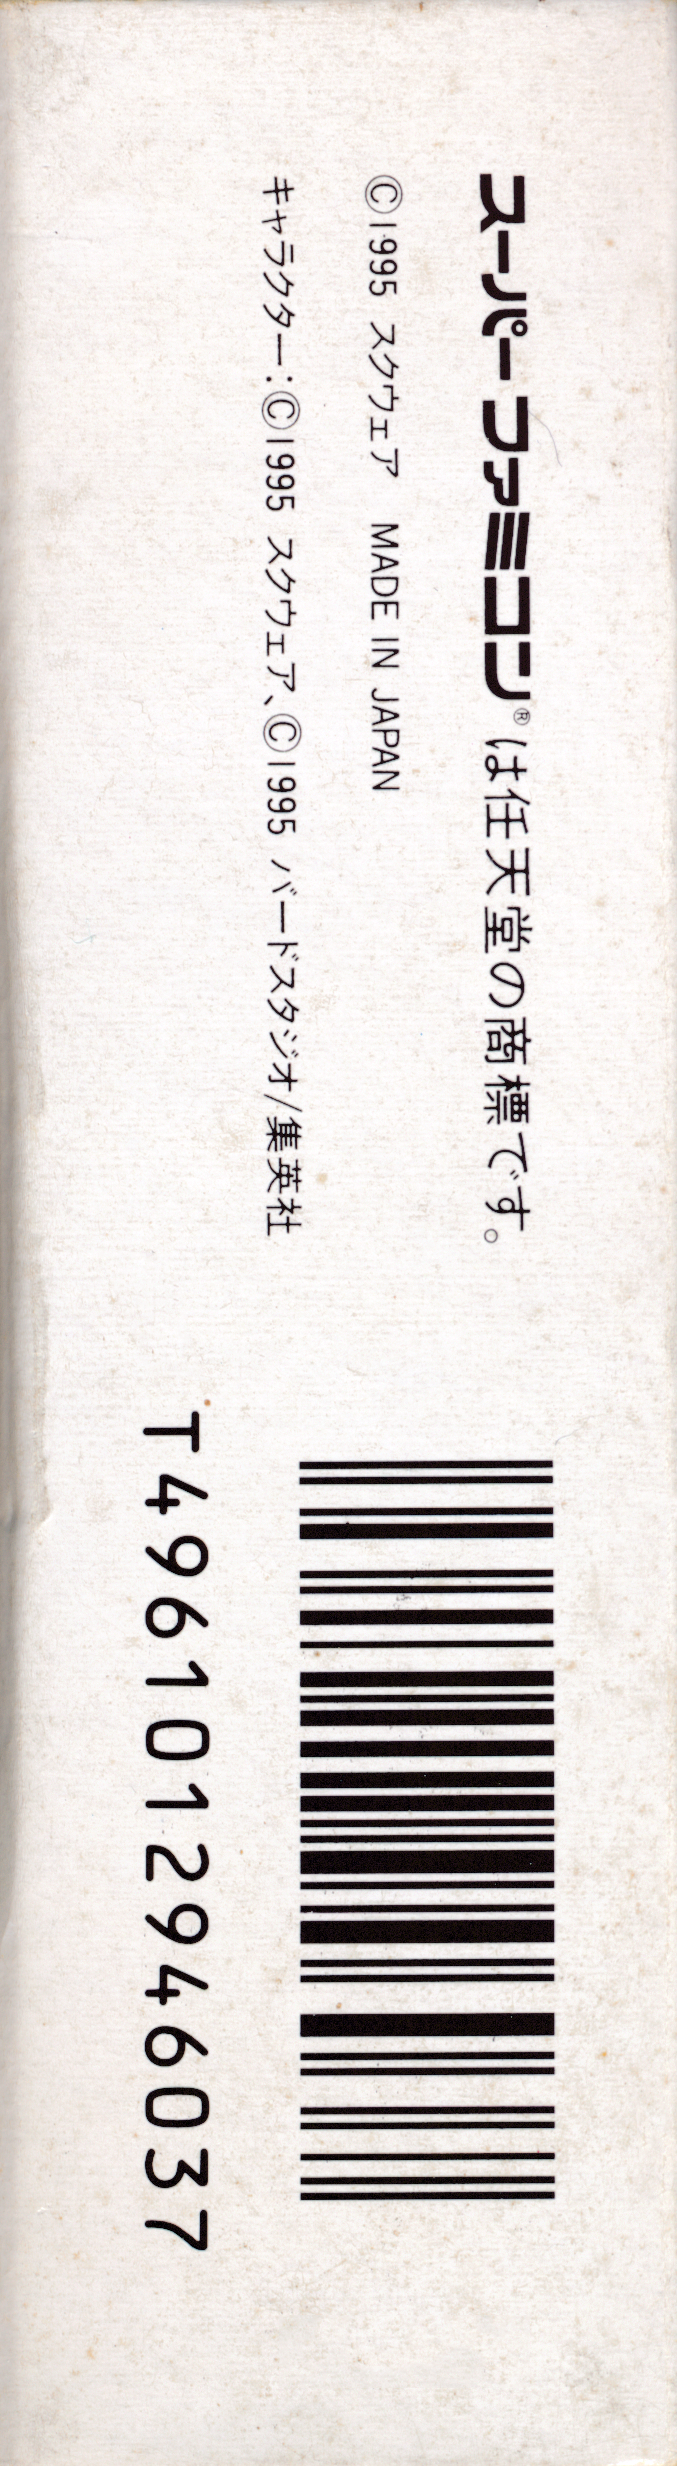 スーパーファミコン®は任天堂の商標です。
©1995 スクウェア MADE IN JAPAN
キャラクター:©1995 スクウェア、©1995 バードスタジオ/集英社
T4961012946037